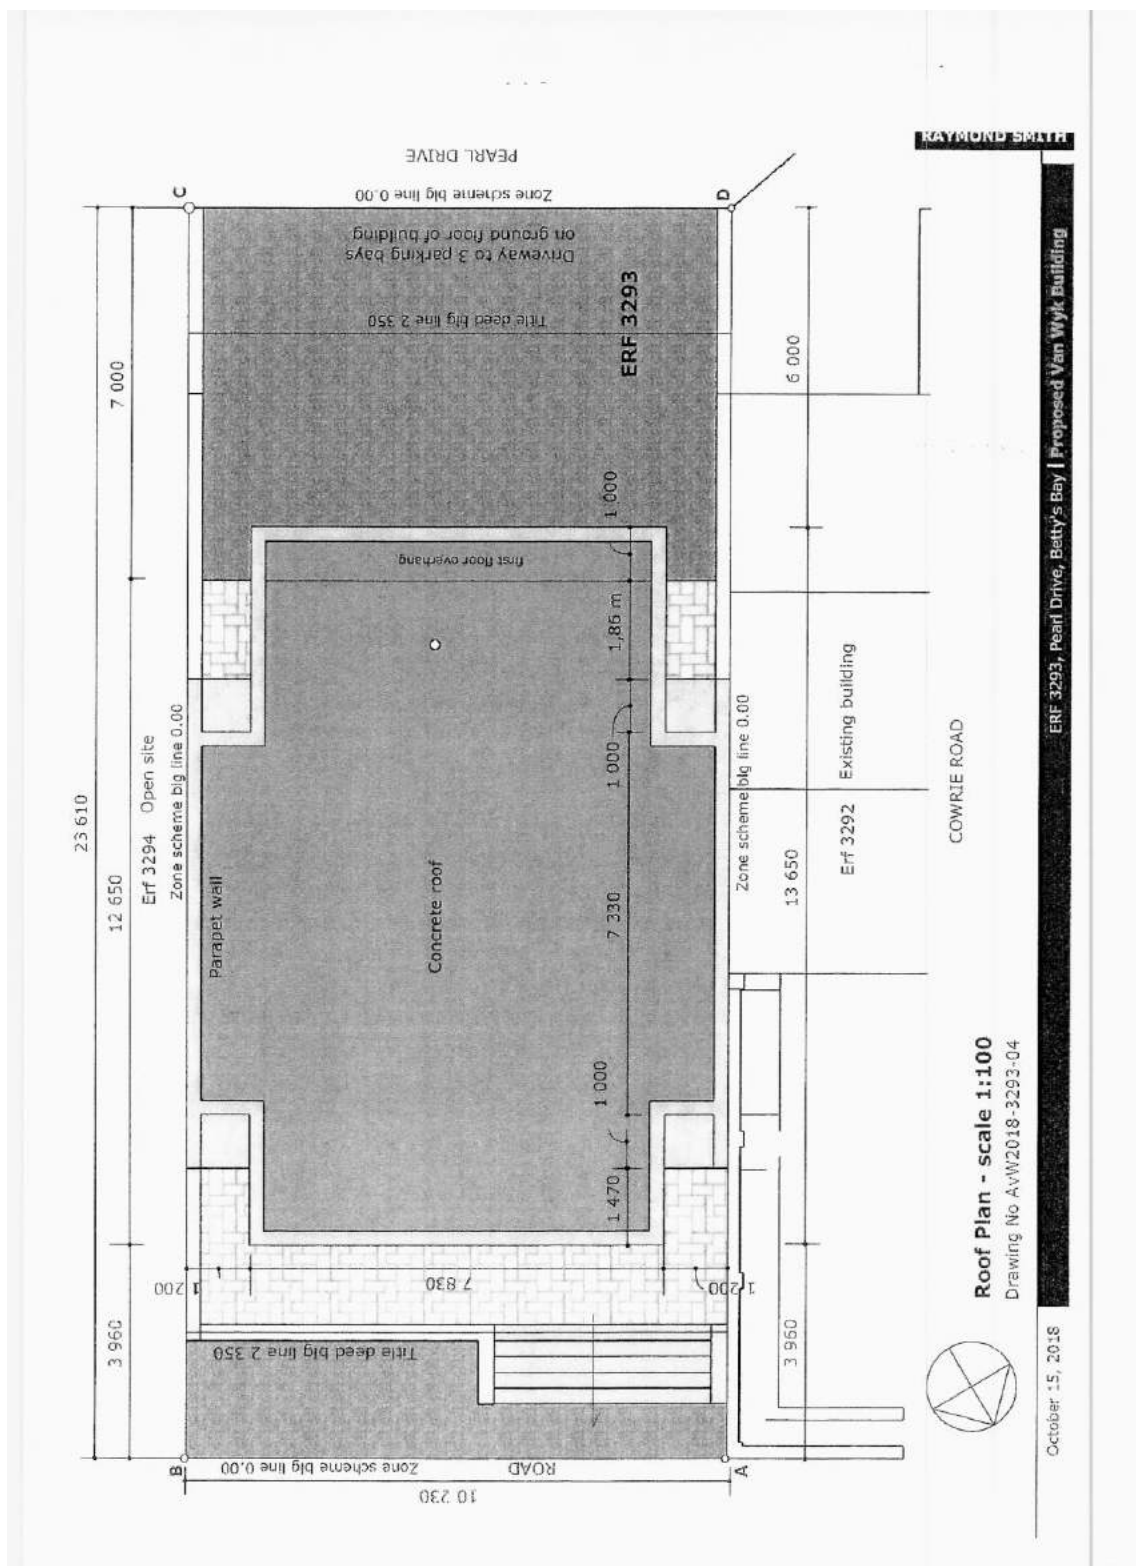 RAYMOND SMITH
ERF 3293, Pearl Drive, Betty's Bay | Proposed Van Wyk Building
October 15, 2018
Roof Plan - scale 1:100
Drawing No AvW2018-3293-04
COWRIE ROAD
23 610
3 960
12 650
7 000
Erf 3294 Open site
Zone scheme blg line 0.00
Parapet wall
Concrete roof
B
C
A
D
PEARL DRIVE
Zone scheme blg line 0.00
Driveway to 3 parking bays
on ground floor of building
Title deed blg line 2 350
ERF 3293
first floor overhang
1 470
1 000
7 330
1 000
1,86 m
1 000
1 200
7 830
1 200
Title deed blg line 2 350
Zone scheme blg line 0.00
ROAD
10 230
Zone scheme blg line 0.00
3 960
13 650
6 000
Erf 3292 Existing building